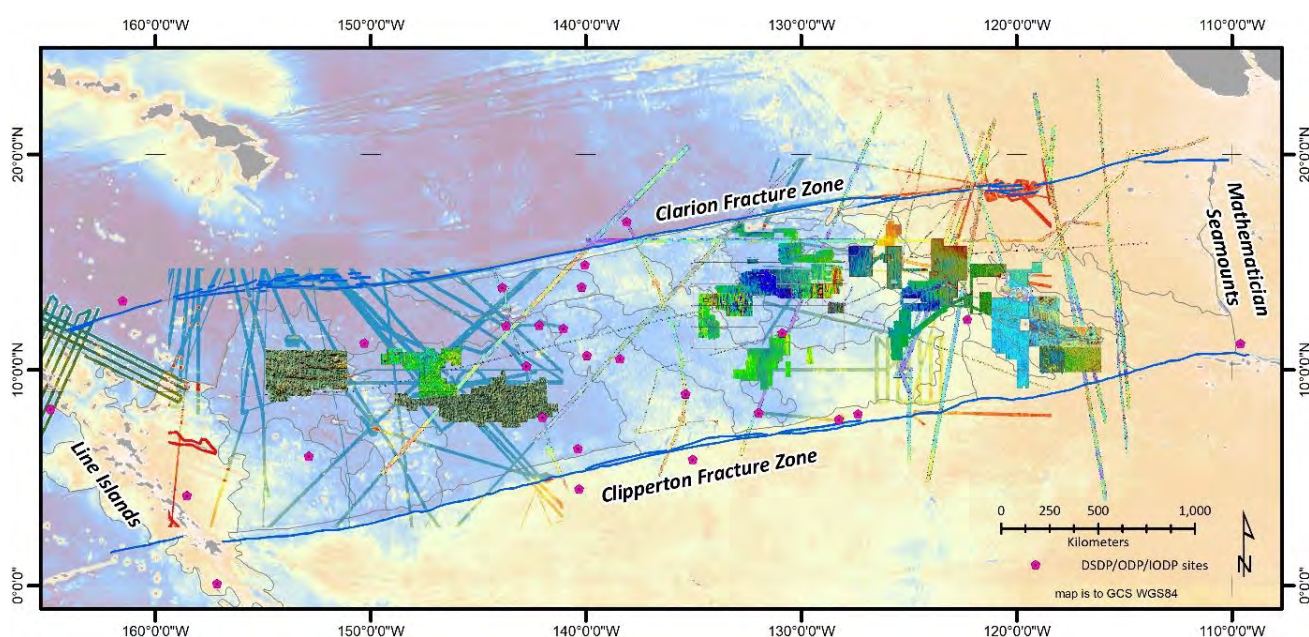 160°0'0"W 150°0'0"W 140°0'0"W 130°0'0"W 120°0'0"W 110°0'0"W
20°0'0"N
20°0'0"N
Clarion Fracture Zone
Mathematician
Seamounts
10°0'0"N
10°0'0"N
Line Islands
Clipperton Fracture Zone
0 250 500 1,000
Kilometers
DSDP/ODP/IODP sites
map is to GCS WGS84
N
0°0'0"
0°0'0"
160°0'0"W 150°0'0"W 140°0'0"W 130°0'0"W 120°0'0"W 110°0'0"W